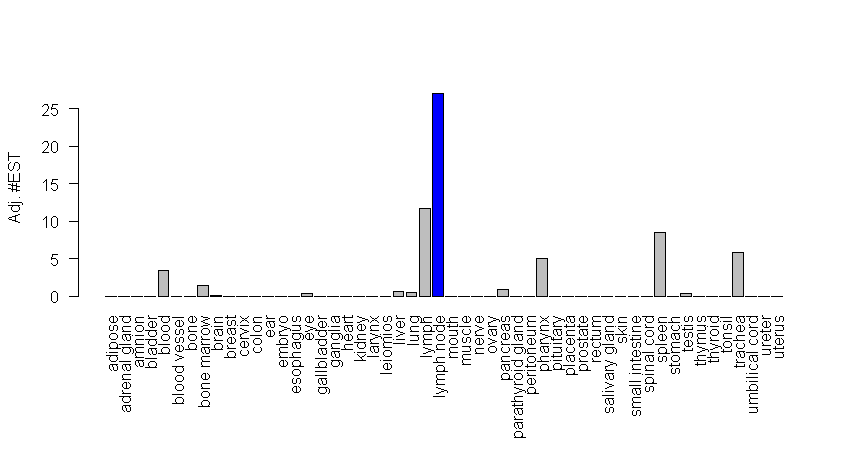 Adj. #EST
25
20
15
10
5
0
adipose
adrenal gland
amnion
bladder
blood
blood vessel
bone
bone marrow
brain
breast
cervix
colon
ear
embryo
esophagus
eye
gallbladder
ganglia
heart
kidney
larynx
leiomios
liver
lung
lymph
lymph node
mouth
muscle
nerve
ovary
pancreas
parathyroid gland
peritoneum
pharynx
pituitary
placenta
prostate
rectum
salivary gland
skin
small intestine
spinal cord
spleen
stomach
testis
thymus
thyroid
tonsil
trachea
umbilical cord
ureter
uterus